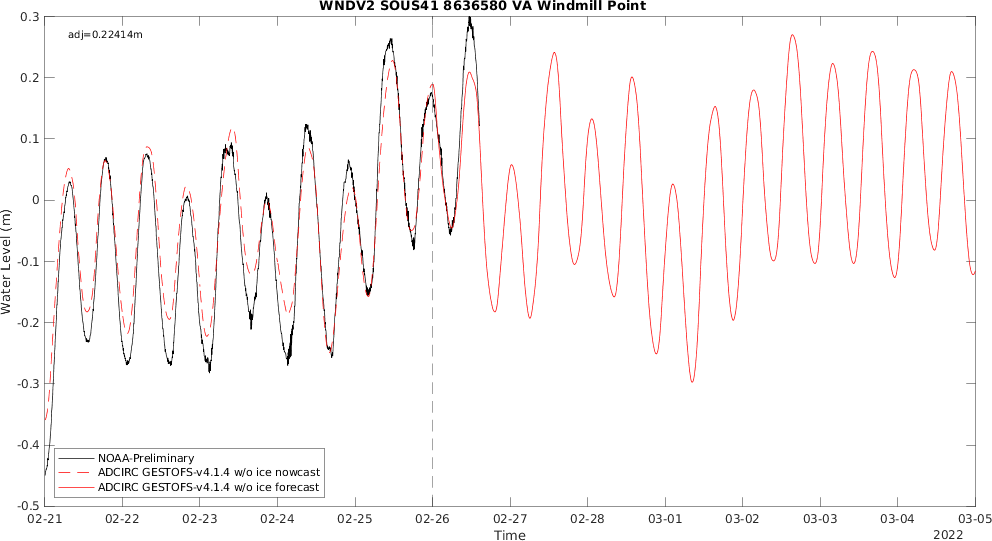 WNDV2 SOUS41 8636580 VA Windmill Point
adj=0.22414m
Water Level (m)
0.3
0.2
0.1
0
-0.1
-0.2
-0.3
-0.4
-0.5
NOAA-Preliminary
ADCIRC GESTOFS-v4.1.4 w/o ice nowcast
ADCIRC GESTOFS-v4.1.4 w/o ice forecast
02-21 02-22 02-23 02-24 02-25 02-26 02-27 02-28 03-01 03-02 03-03 03-04 03-05
Time
2022